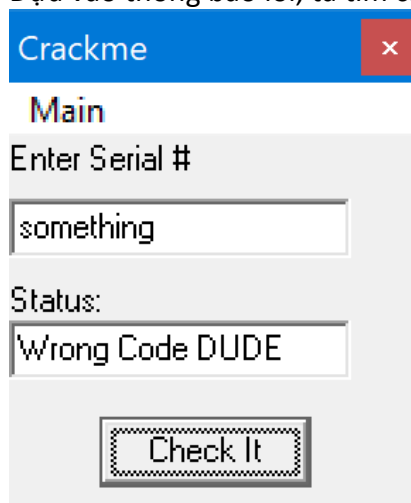 Crackme
×
Main
Enter Serial #
something
Status:
Wrong Code DUDE
Check It